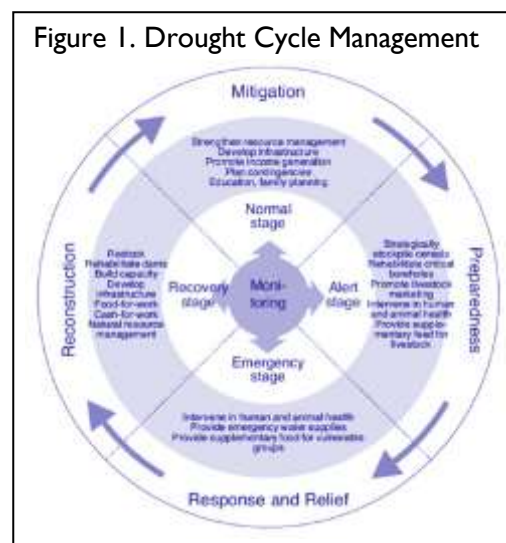 Figure 1. Drought Cycle Management
Mitigation
Strengthen resource management
Develop infrastructure
Promote income generation
Plan contingencies
Education, family planning
Normal
stage
Reconstruction
Restock
Rehabilitate dams
Build capacity
Develop
infrastructure
Food-for-work
Cash-for-work
Natural resource
management
Recovery
stage
Moni-
toring
Alert
stage
Strategically
stockpile cereals
Rehabilitate critical
boreholes
Promote livestock
marketing
Intervene in human
and animal health
Provide supple-
mentary feed for
livestock
Preparedness
Emergency
stage
Intervene in human and animal health
Provide emergency water supplies
Provide supplementary food for vulnerable
groups
Response and Relief